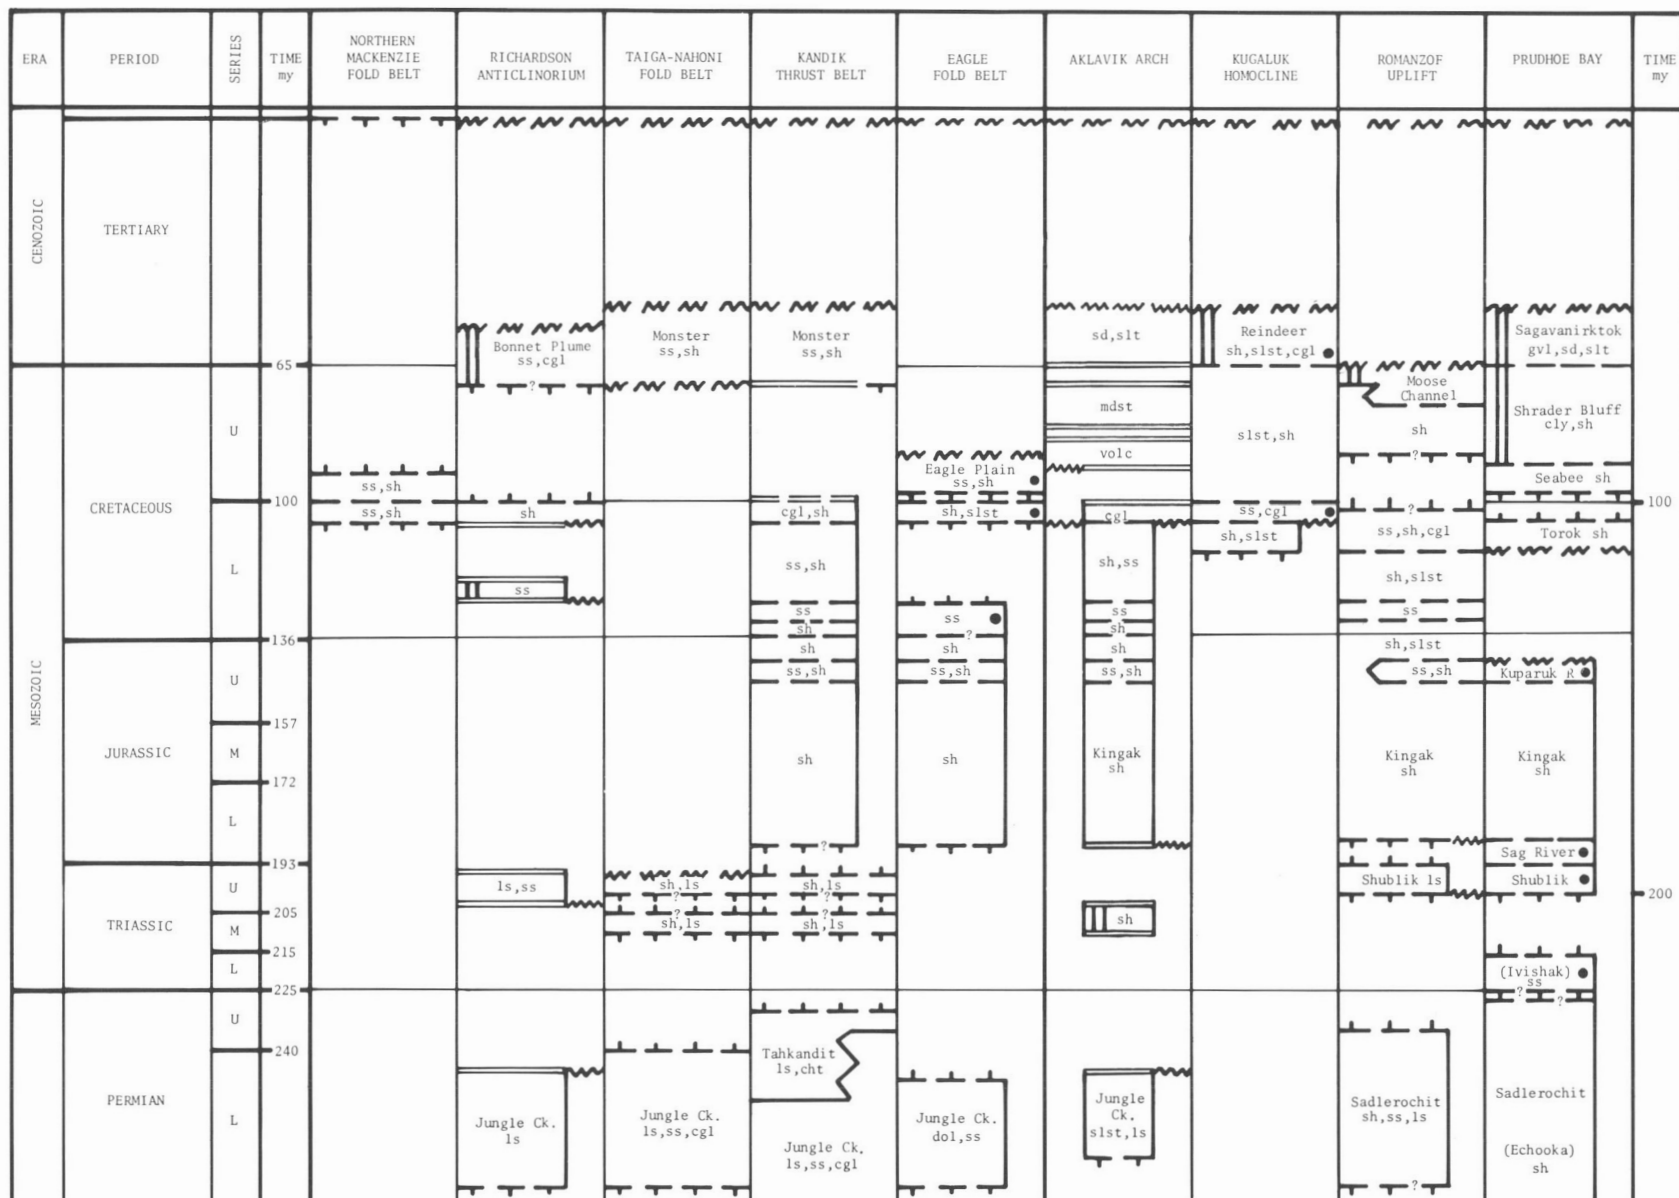 ERA
PERIOD
SERIES
TIME
my
NORTHERN
MACKENZIE
FOLD BELT
RICHARDSON
ANTICLINORIUM
TAIGA-NAHONI
FOLD BELT
KANDIK
THRUST BELT
EAGLE
FOLD BELT
AKLAVIK ARCH
KUGALUK
HOMOCLINE
ROMANZOF
UPLIFT
PRUDHOE BAY
TIME
my
CENOZOIC
MESOZOIC
TERTIARY
CRETACEOUS
JURASSIC
TRIASSIC
PERMIAN
U
L
U
M
L
U
M
L
U
L
65
100
136
157
172
193
205
215
225
240
ss,sh
ss,sh
Bonnet Plume
ss,cgl
?
sh
ss
ls,ss
Jungle Ck.
ls
Monster
ss,sh
sh,ls
?
?
sh,ls
Jungle Ck.
ls,ss,cgl
Monster
ss,sh
cgl,sh
ss,sh
ss
sh
sh
ss,sh
sh
?
sh,ls
?
?
sh,ls
Tahkandit
ls,cht
Jungle Ck.
ls,ss,cgl
Eagle Plain
ss,sh
sh,slst
ss
?
sh
ss,sh
sh
Jungle Ck.
dol,ss
sd,slt
mdst
volc
cgl
sh,ss
ss
sh
sh
ss,sh
Kingak
sh
sh
Jungle
Ck.
slst,ls
Reindeer
sh,slst,cgl
slst,sh
ss,cgl
sh,slst
Moose
Channel
sh
?
?
ss,sh,cgl
sh,slst
ss
sh,slst
ss,sh
Kingak
sh
Shublik ls
Sadlerochit
sh,ss,ls
?
Sagavanirktok
gvl,sd,slt
Shrader Bluff
cly,sh
Seabee sh
Torok sh
Kuparuk R
Kingak
sh
Sag River
Shublik
(Ivishak)
ss
?
?
Sadlerochit
(Echooka)
sh
100
200